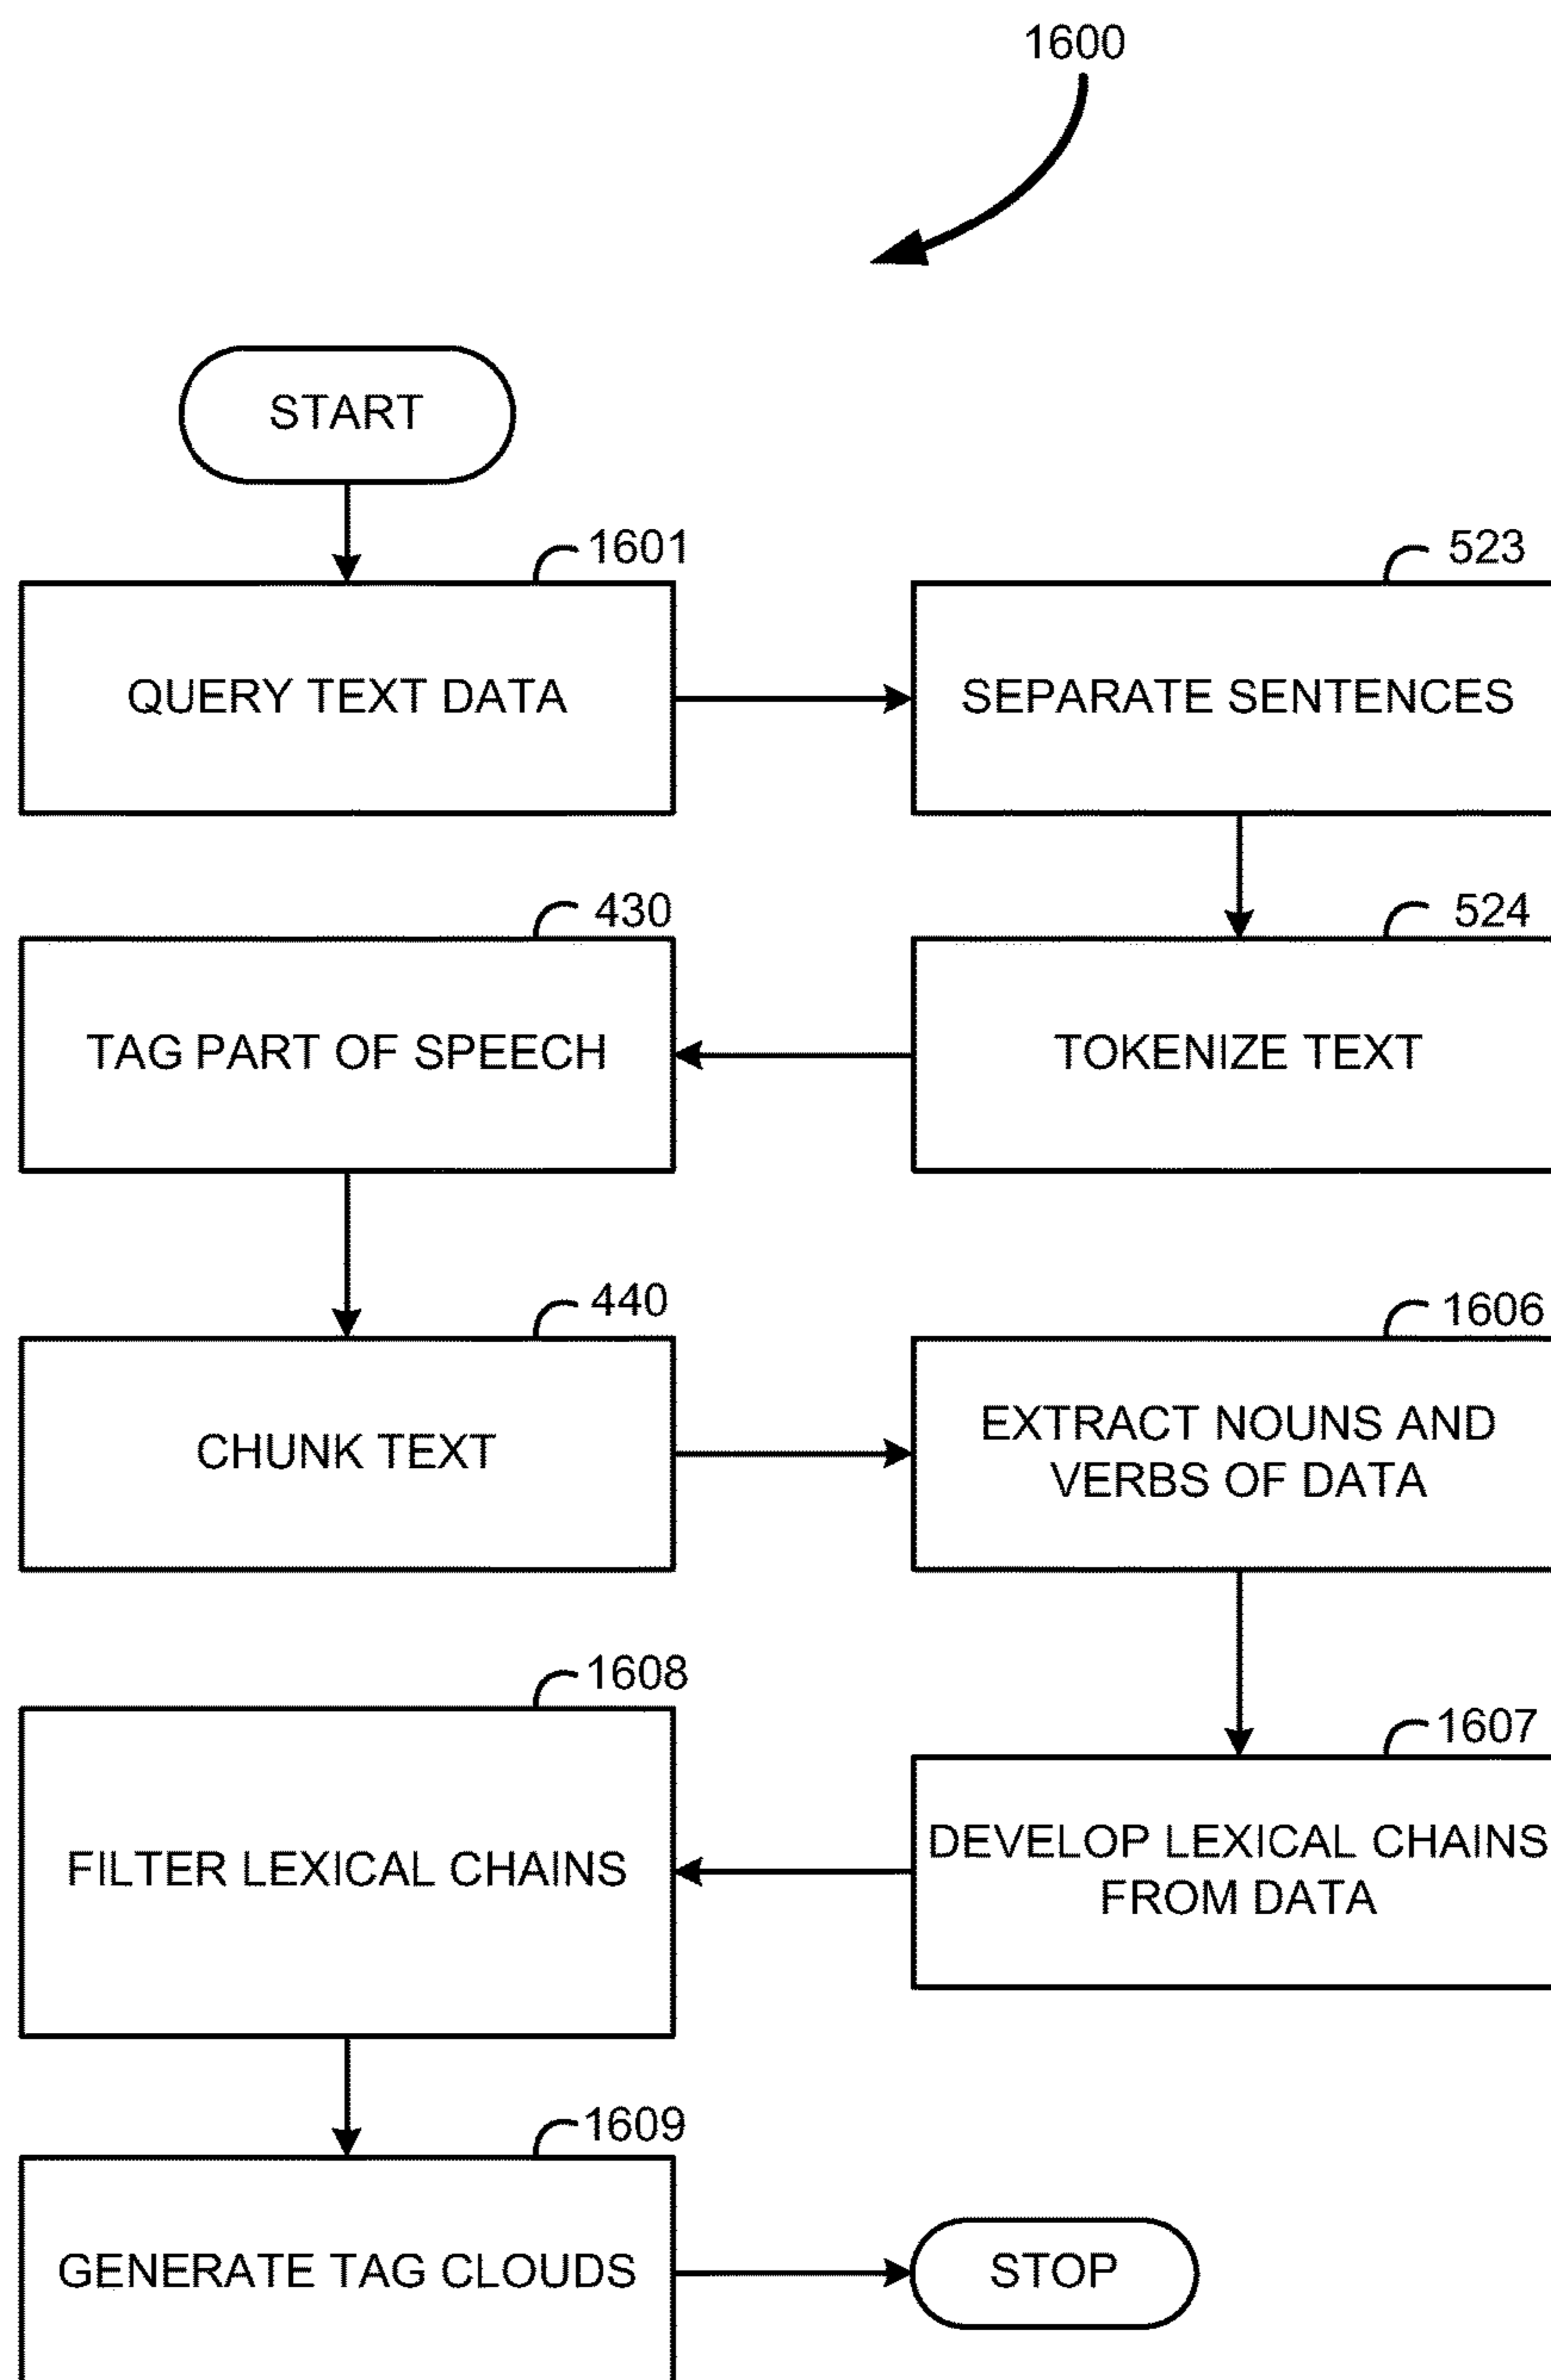 1600
START
1601
QUERY TEXT DATA
523
SEPARATE SENTENCES
430
TAG PART OF SPEECH
524
TOKENIZE TEXT
440
CHUNK TEXT
1606
EXTRACT NOUNS AND
VERBS OF DATA
1608
FILTER LEXICAL CHAINS
1607
DEVELOP LEXICAL CHAINS
FROM DATA
1609
GENERATE TAG CLOUDS
STOP